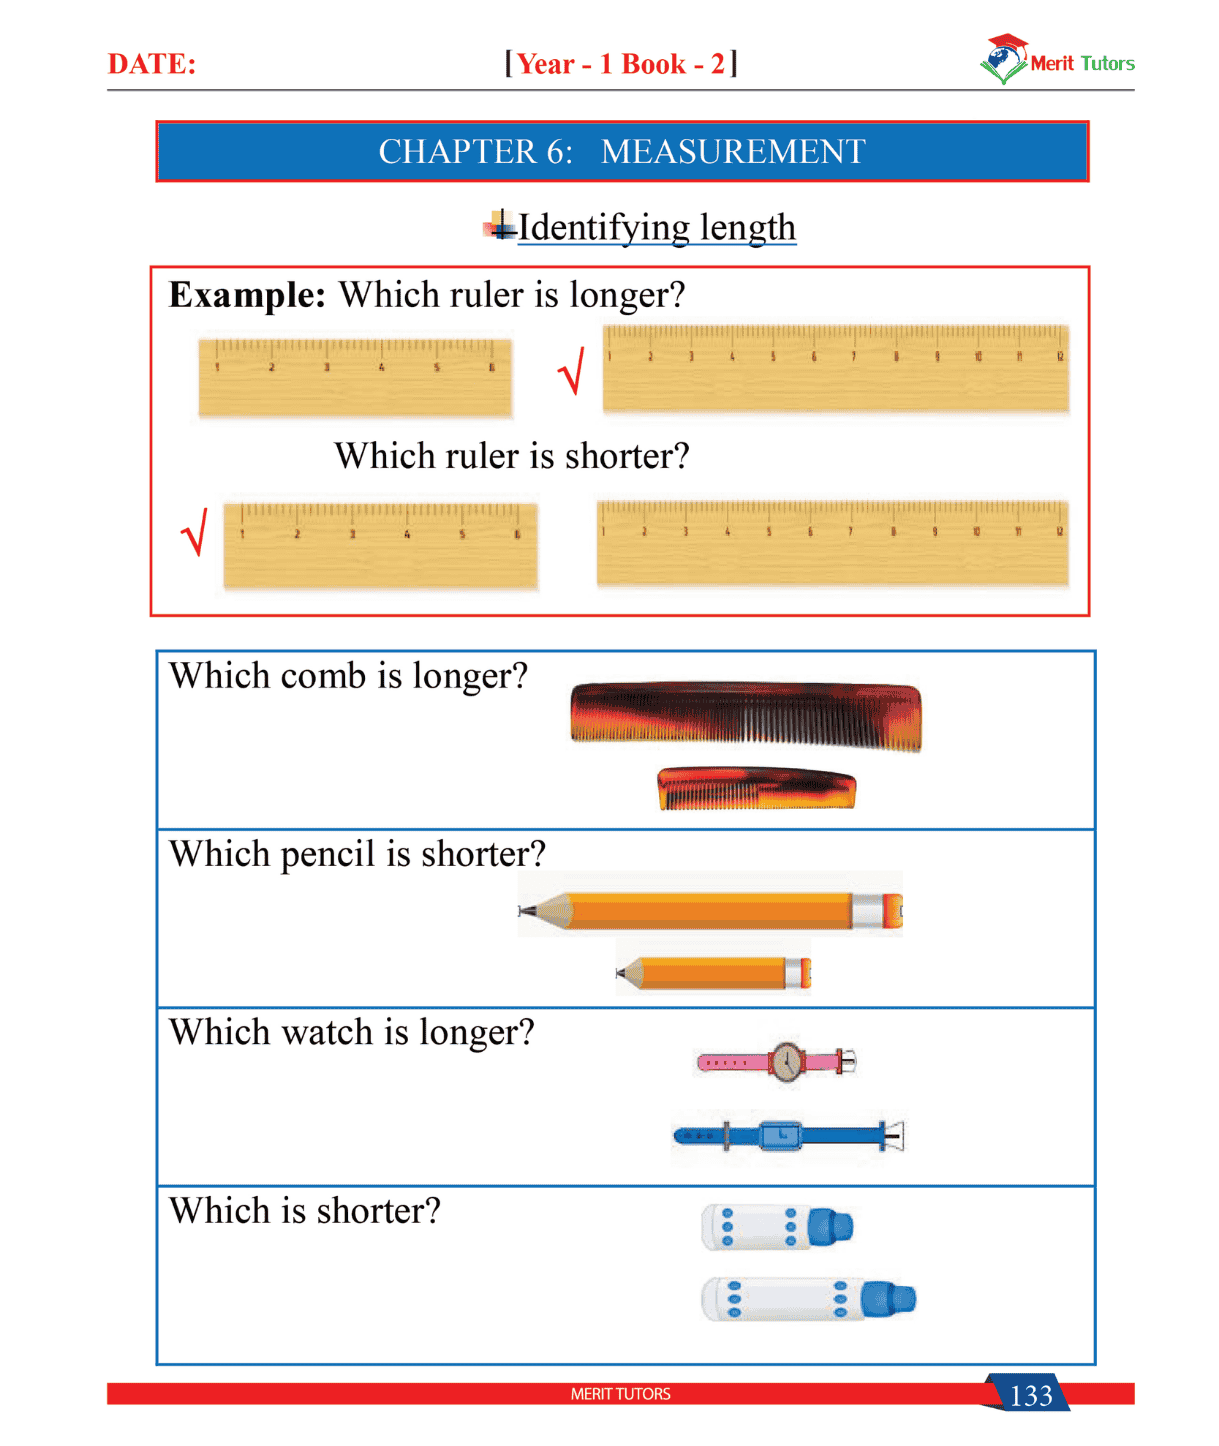 DATE:
[Year - 1 Book - 2]
Merit Tutors
CHAPTER 6: MEASUREMENT
Identifying length
Example: Which ruler is longer?
1 2 3 4 5 6
√
1 2 3 4 5 6 7 8 9 10 11 12
Which ruler is shorter?
√
1 2 3 4 5 6
1 2 3 4 5 6 7 8 9 10 11 12
Which comb is longer?
Which pencil is shorter?
Which watch is longer?
Which is shorter?
MERIT TUTORS
133